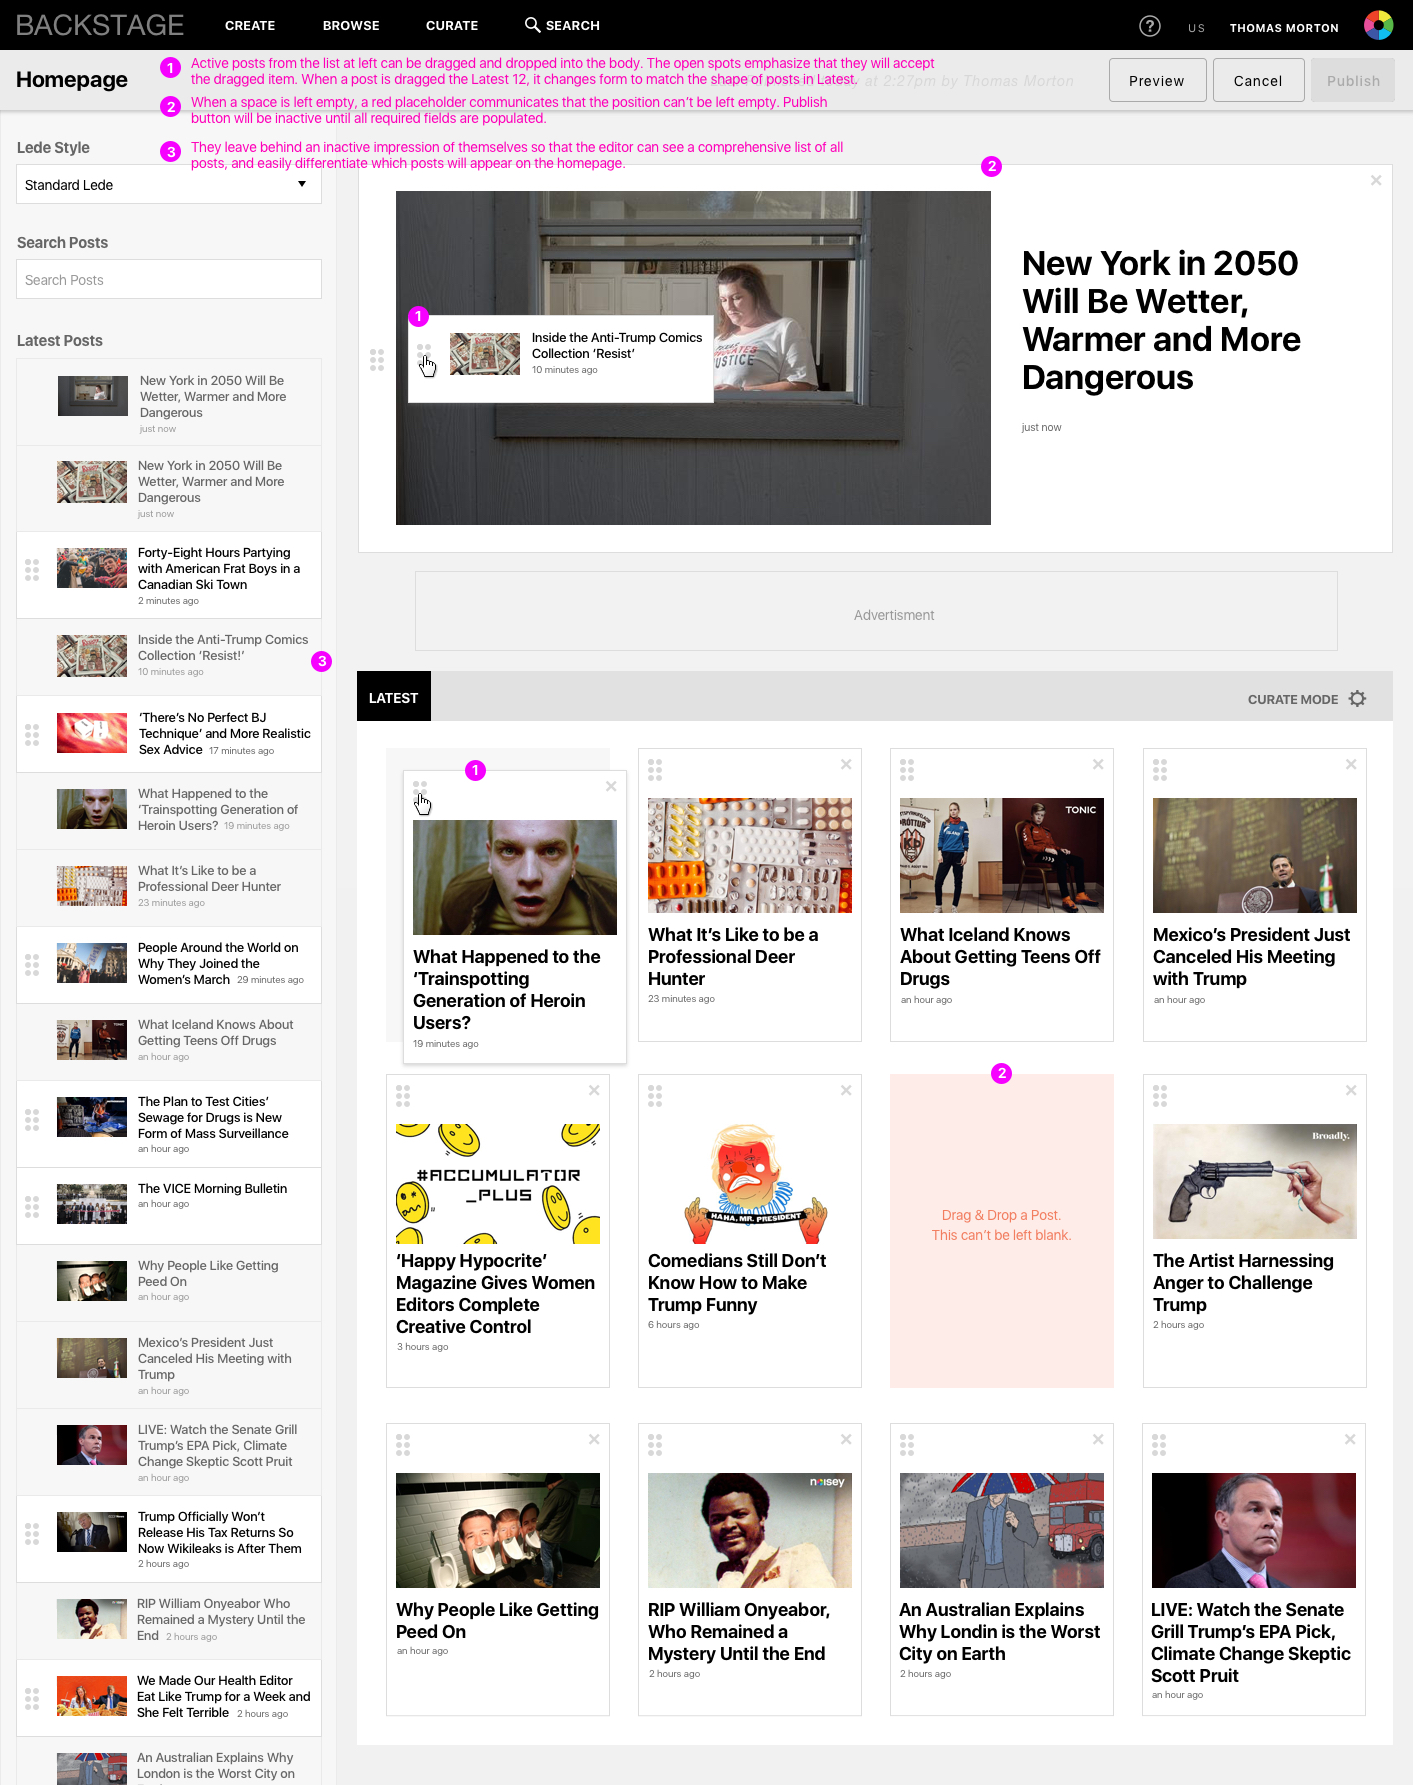 BACKSTAGE
CREATE
BROWSE
CURATE
SEARCH
?
US
THOMAS MORTON
Homepage
1
Active posts from the list at left can be dragged and dropped into the body. The open spots emphasize that they will accept
the dragged item. When a post is dragged the Latest 12, it changes form to match the shape of posts in Latest.
at 2:27pm by Thomas Morton
2
When a space is left empty, a red placeholder communicates that the position can’t be left empty. Publish
button will be inactive until all required fields are populated.
3
They leave behind an inactive impression of themselves so that the editor can see a comprehensive list of all
posts, and easily differentiate which posts will appear on the homepage.
Preview
Cancel
Publish
Lede Style
Standard Lede
Search Posts
Search Posts
Latest Posts
New York in 2050 Will Be
Wetter, Warmer and More
Dangerous
just now
New York in 2050 Will Be
Wetter, Warmer and More
Dangerous
just now
Forty-Eight Hours Partying
with American Frat Boys in a
Canadian Ski Town
2 minutes ago
Inside the Anti-Trump Comics
Collection ‘Resist!’
10 minutes ago
3
‘There’s No Perfect BJ
Technique’ and More Realistic
Sex Advice 17 minutes ago
What Happened to the
‘Trainspotting Generation of
Heroin Users? 19 minutes ago
What It’s Like to be a
Professional Deer Hunter
23 minutes ago
People Around the World on
Why They Joined the
Women’s March 29 minutes ago
What Iceland Knows About
Getting Teens Off Drugs
an hour ago
The Plan to Test Cities’
Sewage for Drugs is New
Form of Mass Surveillance
an hour ago
The VICE Morning Bulletin
an hour ago
Why People Like Getting
Peed On
an hour ago
Mexico’s President Just
Canceled His Meeting with
Trump
an hour ago
LIVE: Watch the Senate Grill
Trump’s EPA Pick, Climate
Change Skeptic Scott Pruit
an hour ago
Trump Officially Won’t
Release His Tax Returns So
Now Wikileaks is After Them
2 hours ago
RIP William Onyeabor Who
Remained a Mystery Until the
End 2 hours ago
We Made Our Health Editor
Eat Like Trump for a Week and
She Felt Terrible 2 hours ago
An Australian Explains Why
London is the Worst City on
2
New York in 2050
Will Be Wetter,
Warmer and More
Dangerous
just now
JUSTICE
1
Inside the Anti-Trump Comics
Collection ‘Resist’
10 minutes ago
Advertisment
LATEST
CURATE MODE
1
What Happened to the
‘Trainspotting
Generation of Heroin
Users?
19 minutes ago
What It’s Like to be a
Professional Deer
Hunter
23 minutes ago
TONIC
What Iceland Knows
About Getting Teens Off
Drugs
an hour ago
Mexico’s President Just
Canceled His Meeting
with Trump
an hour ago
#ACCUMULATOR
_PLUS
‘Happy Hypocrite’
Magazine Gives Women
Editors Complete
Creative Control
3 hours ago
HAHA, MR. PRESIDENT
Comedians Still Don’t
Know How to Make
Trump Funny
6 hours ago
2
Drag & Drop a Post.
This can’t be left blank.
Broadly.
The Artist Harnessing
Anger to Challenge
Trump
2 hours ago
Why People Like Getting
Peed On
an hour ago
noisey
RIP William Onyeabor,
Who Remained a
Mystery Until the End
2 hours ago
An Australian Explains
Why Londin is the Worst
City on Earth
2 hours ago
LIVE: Watch the Senate
Grill Trump’s EPA Pick,
Climate Change Skeptic
Scott Pruit
an hour ago